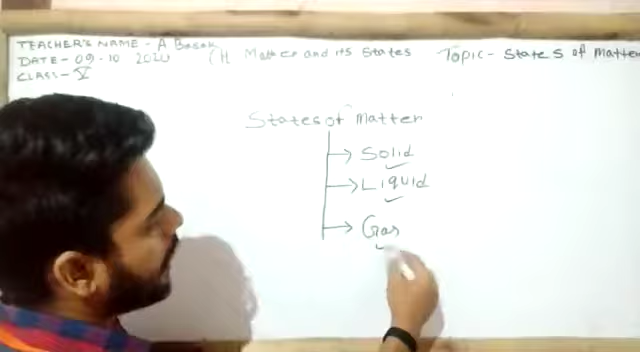 TEACHER'S NAME - A Basak
DATE - 09-10 2020 CH Matter and its States Topic - States of Matter
CLASS - V
States of Matter
Solid
Liquid
Gas